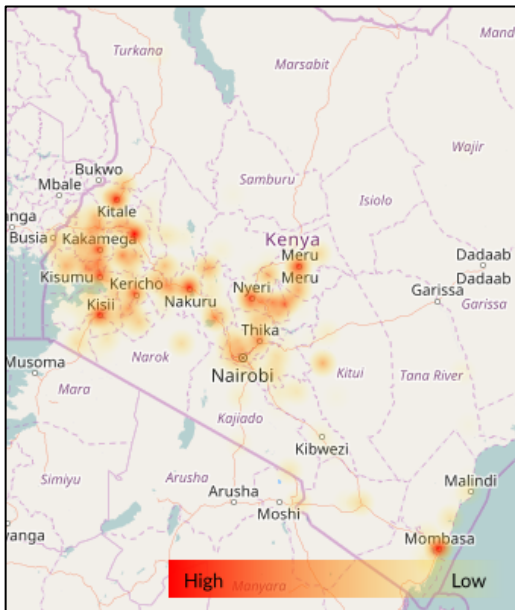 Turkana
Mand
Marsabit
Wajir
Bukwo
Mbale
Samburu
Isiolo
Kitale
anga
Busia
Kakamega
Kenya
Meru
Meru
Dadaab
Dadaab
Kisumu
Kericho
Nakuru
Nyeri
Garissa
Garissa
Kisii
Thika
Musoma
Narok
Nairobi
Kitui
Tana River
Mara
Kajiado
Kibwezi
Simiyu
Arusha
Arusha
Moshi
Malindi
wanga
Mombasa
High
Low
Manyara